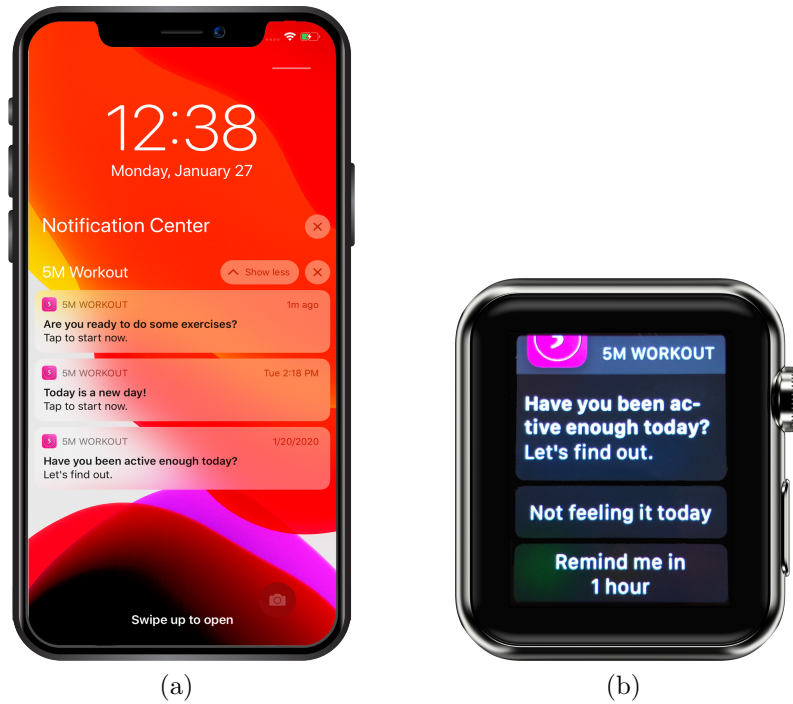 12:38
Monday, January 27
Notification Center
5M Workout
Show less
5M WORKOUT
1m ago
Are you ready to do some exercises?
Tap to start now.
5M WORKOUT
Tue 2:18 PM
Today is a new day!
Tap to start now.
5M WORKOUT
1/20/2020
Have you been active enough today?
Let's find out.
Swipe up to open
(a)
5M WORKOUT
Have you been ac-
tive enough today?
Let's find out.
Not feeling it today
Remind me in
1 hour
(b)